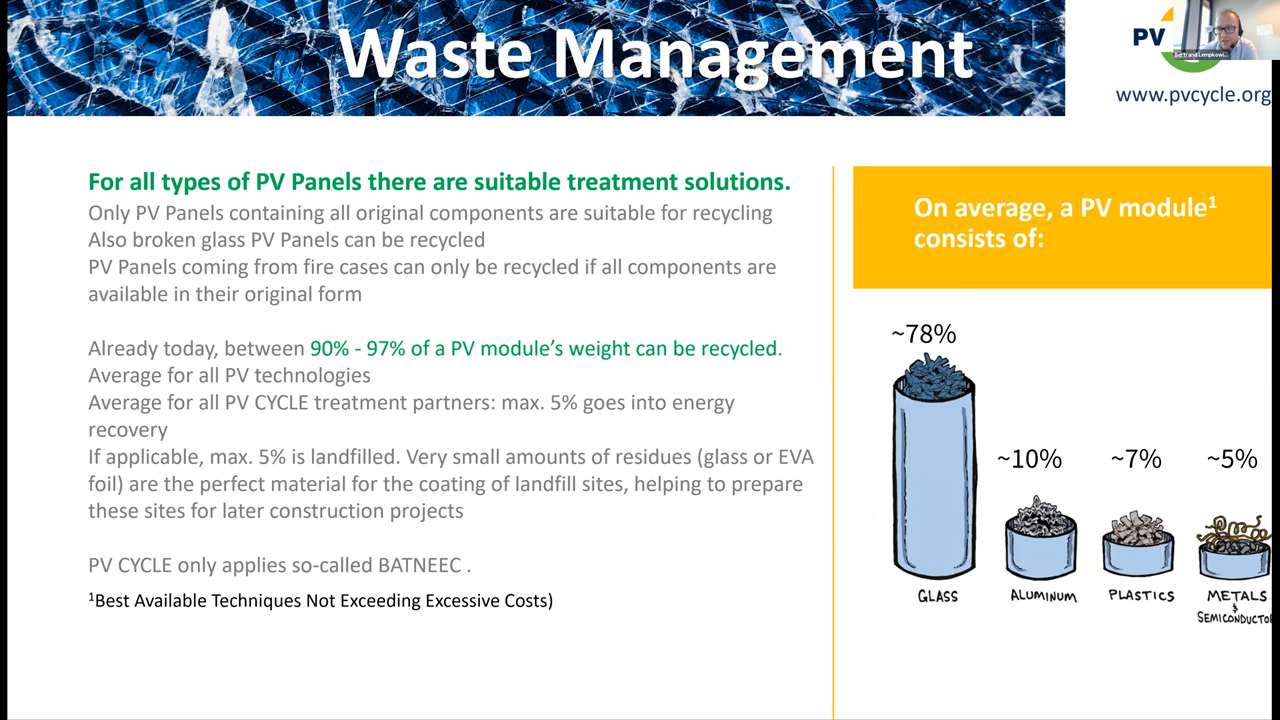 Waste Management
PV
www.pvcycle.org
For all types of PV Panels there are suitable treatment solutions.
Only PV Panels containing all original components are suitable for recycling
Also broken glass PV Panels can be recycled
PV Panels coming from fire cases can only be recycled if all components are
available in their original form
Already today, between 90% - 97% of a PV module’s weight can be recycled.
Average for all PV technologies
Average for all PV CYCLE treatment partners: max. 5% goes into energy
recovery
If applicable, max. 5% is landfilled. Very small amounts of residues (glass or EVA
foil) are the perfect material for the coating of landfill sites, helping to prepare
these sites for later construction projects
PV CYCLE only applies so-called BATNEEC .
¹Best Available Techniques Not Exceeding Excessive Costs)
On average, a PV module¹
consists of:
~78%
~10%
~7%
~5%
GLASS
ALUMINUM
PLASTICS
METALS
&